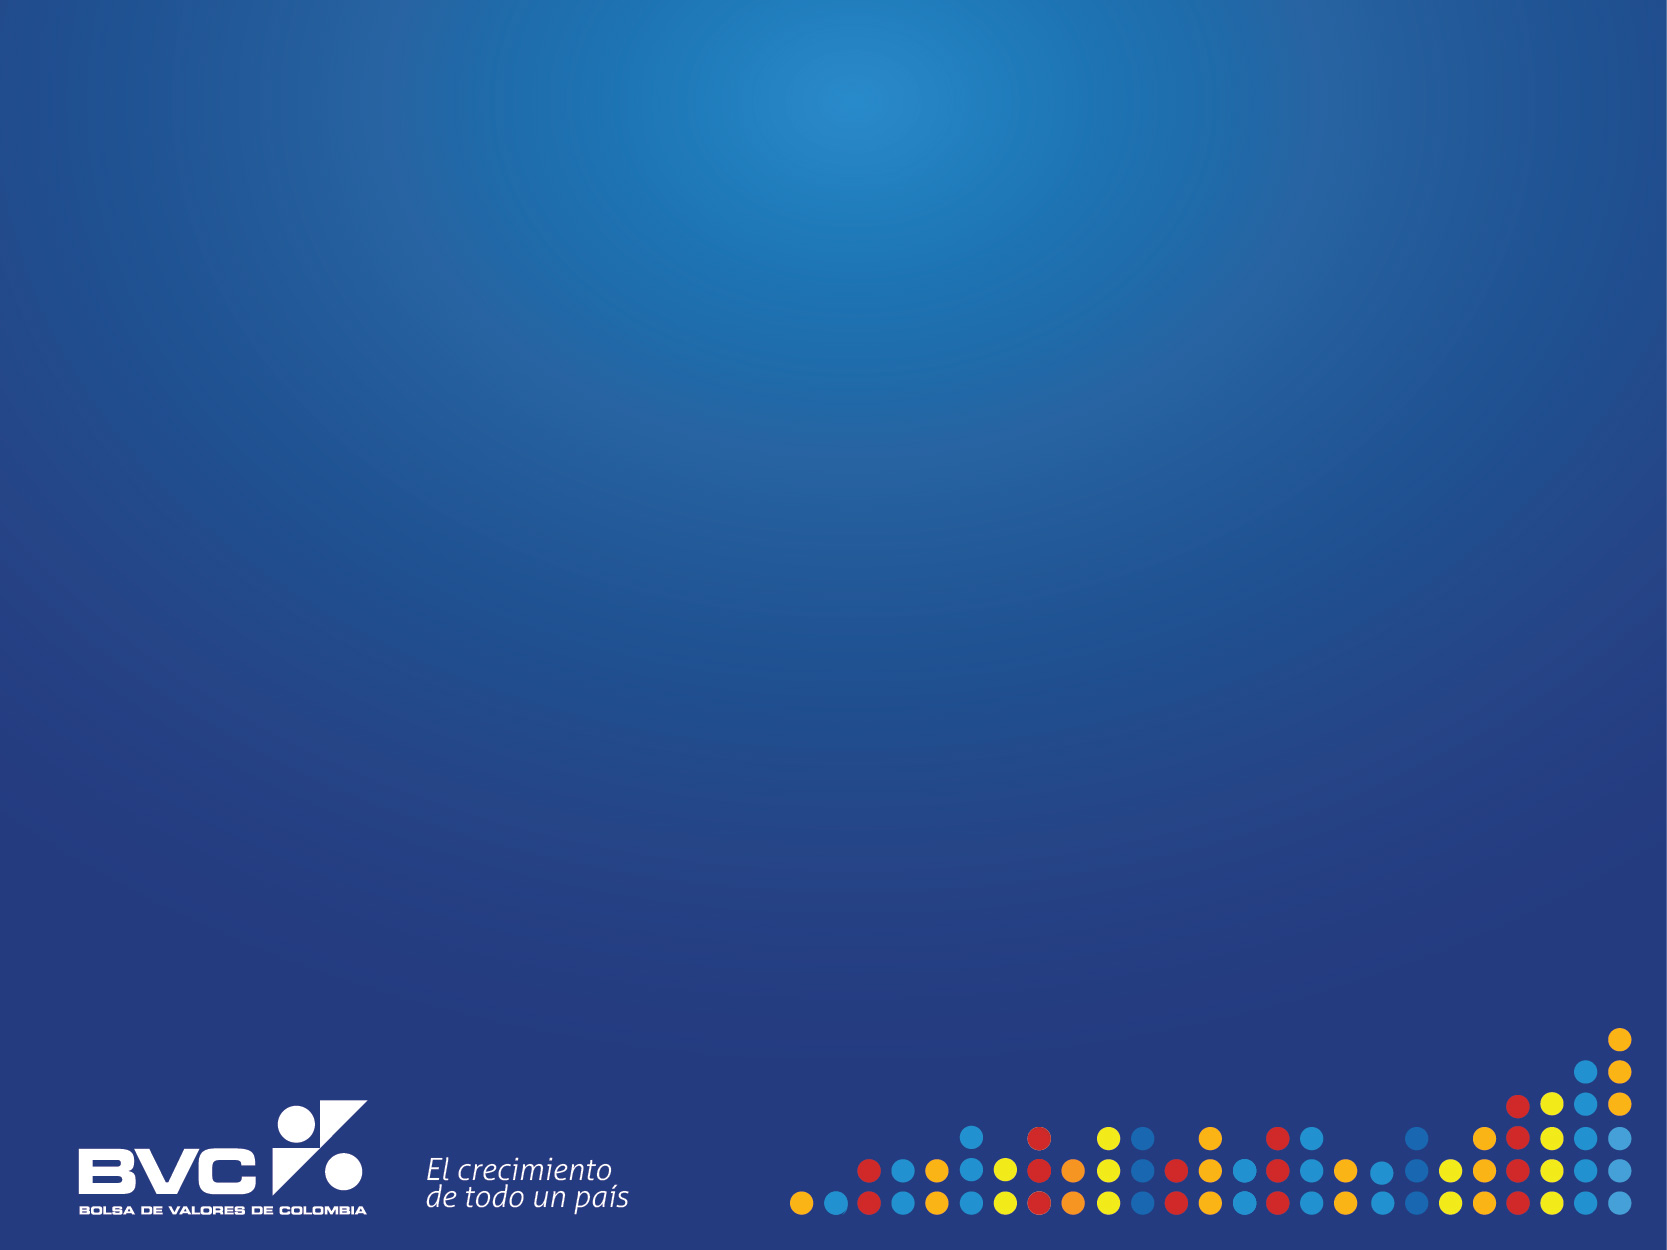 BVC
BOLSA DE VALORES DE COLOMBIA
El crecimiento
de todo un país